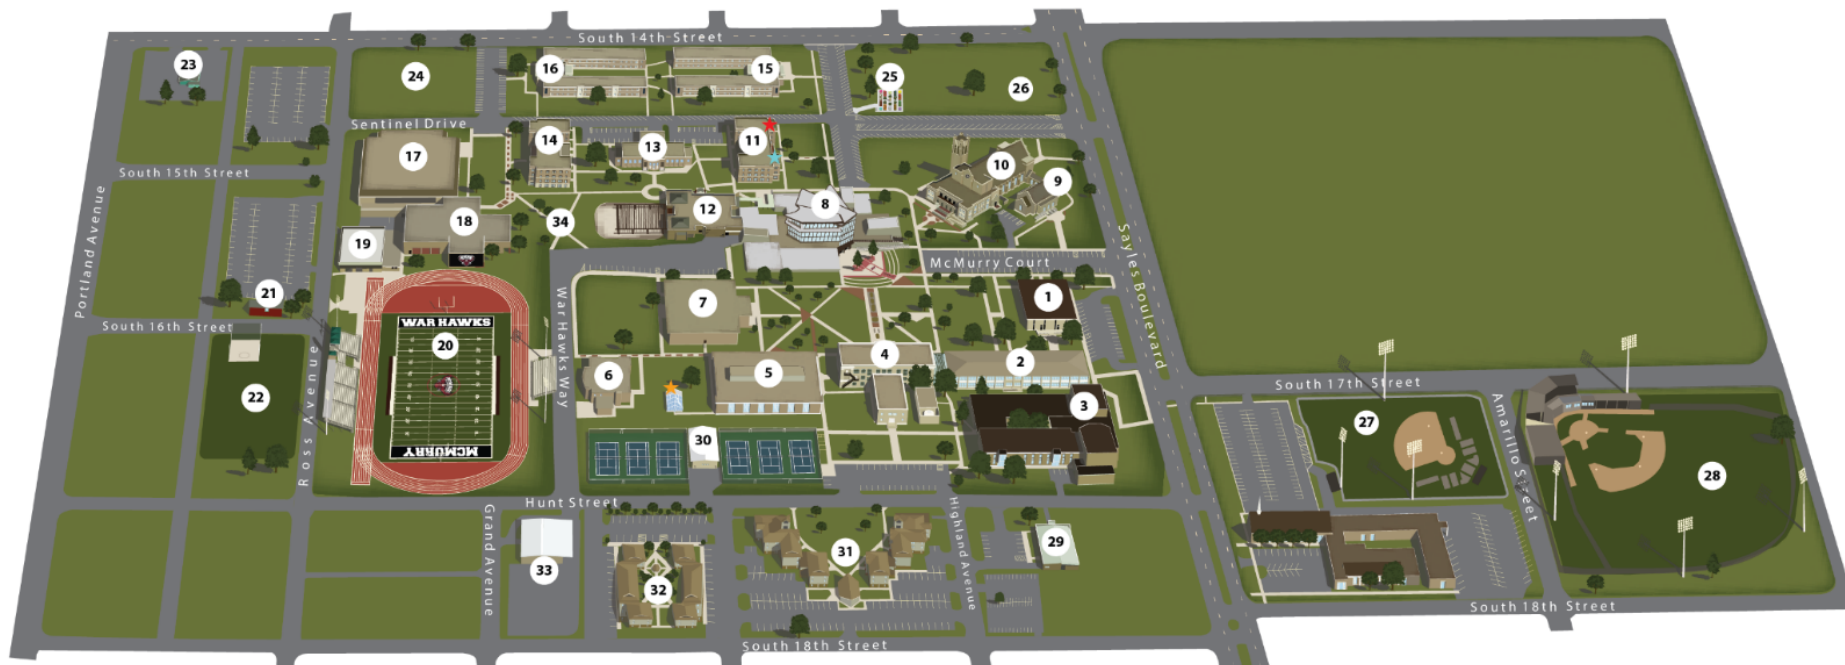 South 14th Street
23
24
16
15
25
26
Sentinel Drive
17
14
13
11
10
9
South 15th Street
Portland Avenue
18
34
12
8
19
McMurry Court
Sayles Boulevard
21
South 16th Street
WAR HAWKS
20
War Hawks Way
7
1
Ross Avenue
22
6
5
4
2
3
South 17th Street
Amarillo Street
27
28
MCMURRY
30
Hunt Street
Grand Avenue
Highland Avenue
33
32
31
29
South 18th Street
South 18th Street